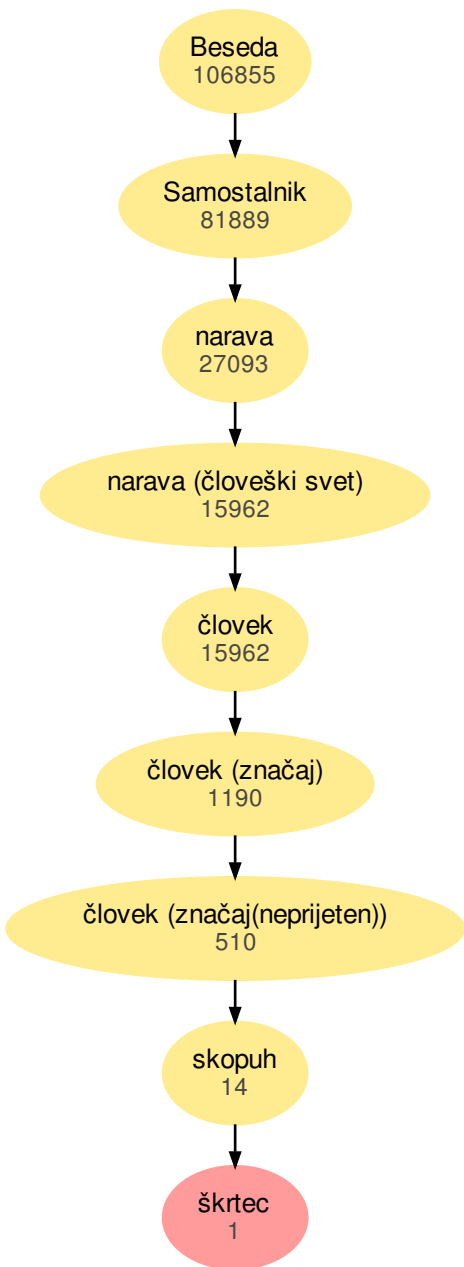 Beseda
106855
Samostalnik
81889
narava
27093
narava (človeški svet)
15962
človek
15962
človek (značaj)
1190
človek (značaj(neprijeten))
510
skopuh
14
škrtec
1